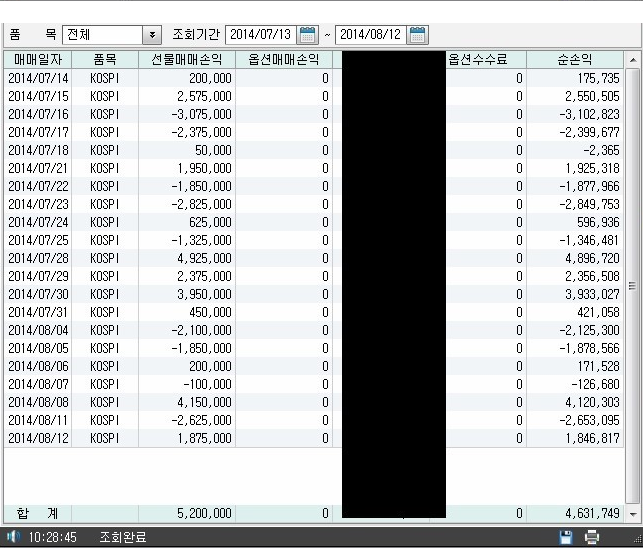 품 목 전체 조회기간 2014/07/13 ~ 2014/08/12
매매일자 품목 선물매매손익 옵션매매손익 옵션수수료 순손익
2014/07/14 KOSPI 200,000 0 0 175,735
2014/07/15 KOSPI 2,575,000 0 0 2,550,505
2014/07/16 KOSPI -3,075,000 0 0 -3,102,823
2014/07/17 KOSPI -2,375,000 0 0 -2,399,677
2014/07/18 KOSPI 50,000 0 0 -2,365
2014/07/21 KOSPI 1,950,000 0 0 1,925,318
2014/07/22 KOSPI -1,850,000 0 0 -1,877,966
2014/07/23 KOSPI -2,825,000 0 0 -2,849,753
2014/07/24 KOSPI 625,000 0 0 596,936
2014/07/25 KOSPI -1,325,000 0 0 -1,346,481
2014/07/28 KOSPI 4,925,000 0 0 4,896,720
2014/07/29 KOSPI 2,375,000 0 0 2,356,508
2014/07/30 KOSPI 3,950,000 0 0 3,933,027
2014/07/31 KOSPI 450,000 0 0 421,058
2014/08/04 KOSPI -2,100,000 0 0 -2,125,300
2014/08/05 KOSPI -1,850,000 0 0 -1,878,566
2014/08/06 KOSPI 200,000 0 0 171,528
2014/08/07 KOSPI -100,000 0 0 -126,680
2014/08/08 KOSPI 4,150,000 0 0 4,120,303
2014/08/11 KOSPI -2,625,000 0 0 -2,653,095
2014/08/12 KOSPI 1,875,000 0 0 1,846,817
합 계 5,200,000 0 0 4,631,749
10:28:45 조회완료